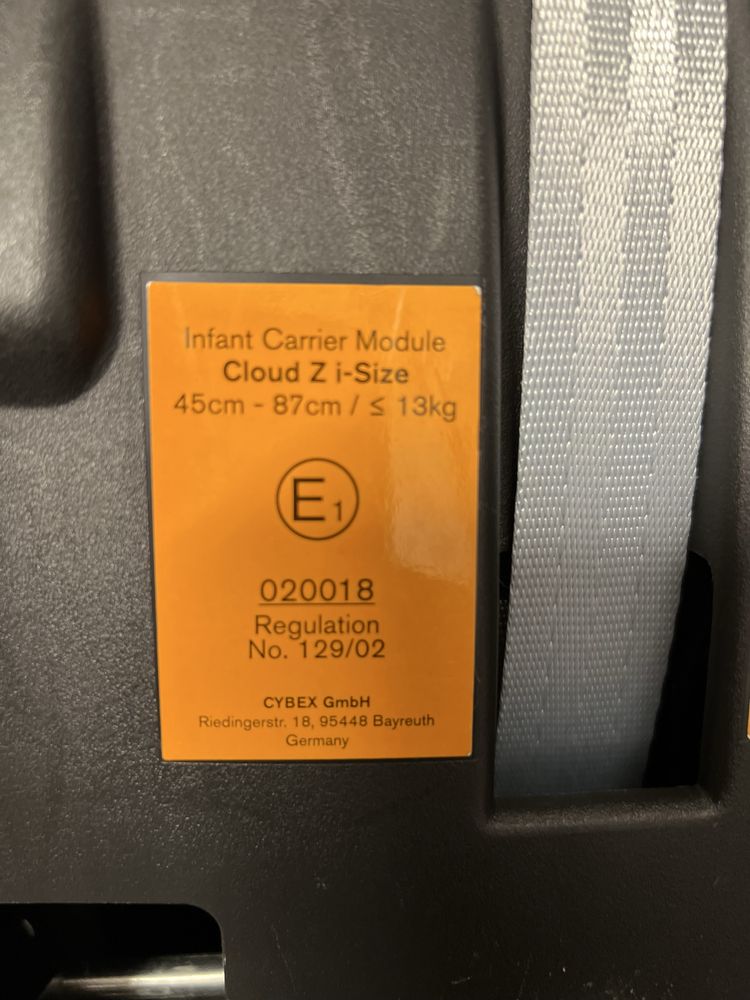 Infant Carrier Module
Cloud Z i-Size
45cm - 87cm / ≤ 13kg
E1
020018
Regulation
No. 129/02
CYBEX GmbH
Riedingerstr. 18, 95448 Bayreuth
Germany